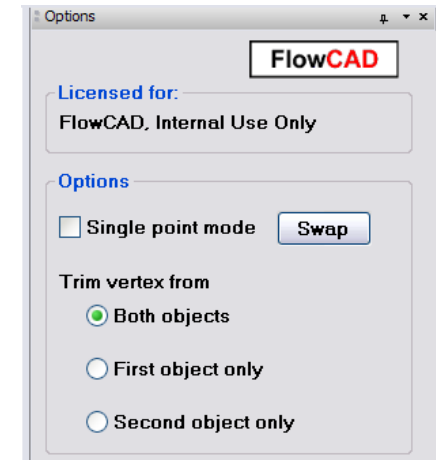 Options
FlowCAD
Licensed for:
FlowCAD, Internal Use Only
Options
Single point mode
Swap
Trim vertex from
Both objects
First object only
Second object only